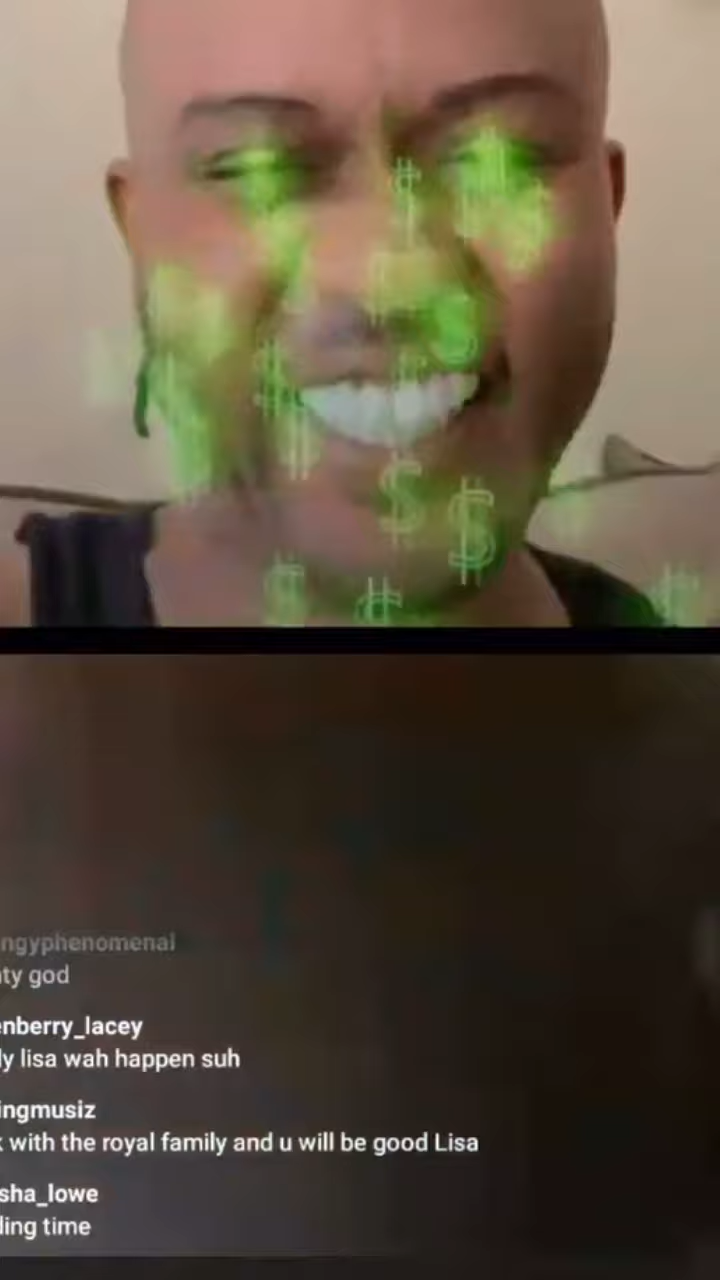 ngyphenomenal
ty god
enberry_lacey
ly lisa wah happen suh
ingmusiz
with the royal family and u will be good Lisa
sha_lowe
ding time